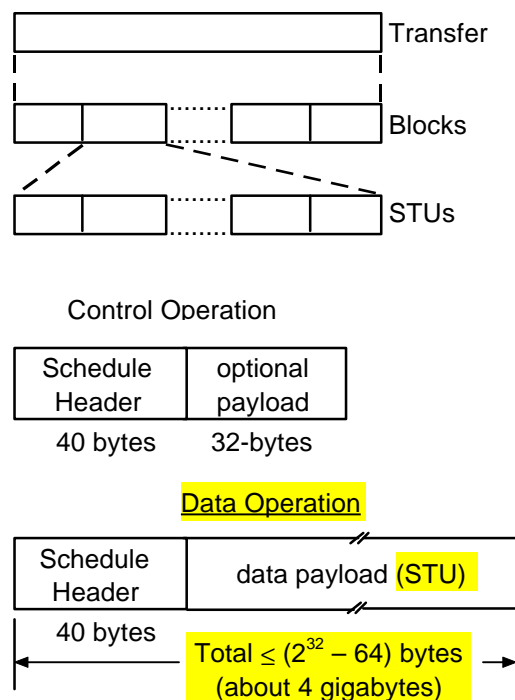 Transfer
Blocks
STUs
Control Operation
Schedule Header
optional payload
40 bytes
32-bytes
Data Operation
Schedule Header
data payload (STU)
40 bytes
Total ≤ (2³² – 64) bytes
(about 4 gigabytes)